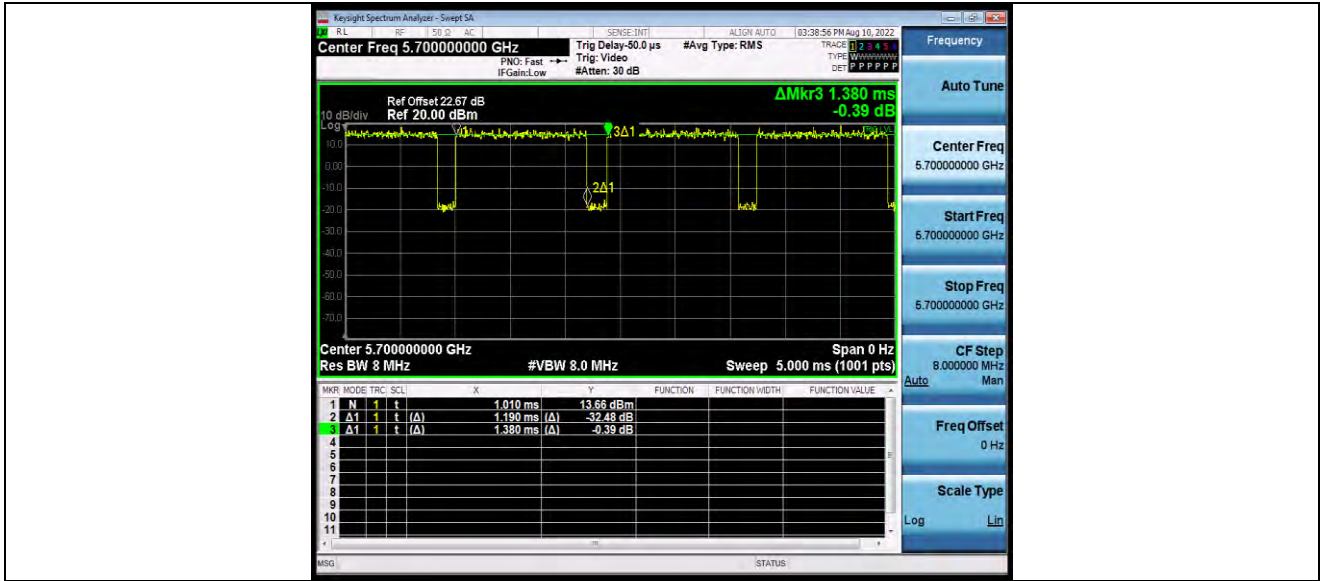 Keysight Spectrum Analyzer - Swept SA
RL RF 50 Ω AC SENSE:INT ALIGN AUTO 03:38:56 PM Aug 10, 2022
Center Freq 5.700000000 GHz
PNO: Fast
IFGain:Low
Trig Delay-50.0 µs
Trig: Video
#Atten: 30 dB
#Avg Type: RMS
TRACE 1 2 3 4 5 6
TYPE WWWWWW
DET P P P P P P
ΔMkr3 1.380 ms
-0.39 dB
Ref Offset 22.67 dB
10 dB/div Ref 20.00 dBm
Log
10.0
0.00
-10.0
-20.0
-30.0
-40.0
-50.0
-60.0
-70.0
3Δ1
2Δ1
Center 5.700000000 GHz Span 0 Hz
Res BW 8 MHz #VBW 8.0 MHz Sweep 5.000 ms (1001 pts)
MKR MODE TRC SCL X Y FUNCTION FUNCTION WIDTH FUNCTION VALUE
1 N 1 t 1.010 ms 13.66 dBm
2 Δ1 1 t (Δ) 1.190 ms (Δ) -32.48 dB
3 Δ1 1 t (Δ) 1.380 ms (Δ) -0.39 dB
4
5
6
7
8
9
10
11
MSG STATUS
Frequency
Auto Tune
Center Freq
5.700000000 GHz
Start Freq
5.700000000 GHz
Stop Freq
5.700000000 GHz
CF Step
8.000000 MHz
Auto Man
Freq Offset
0 Hz
Scale Type
Log Lin